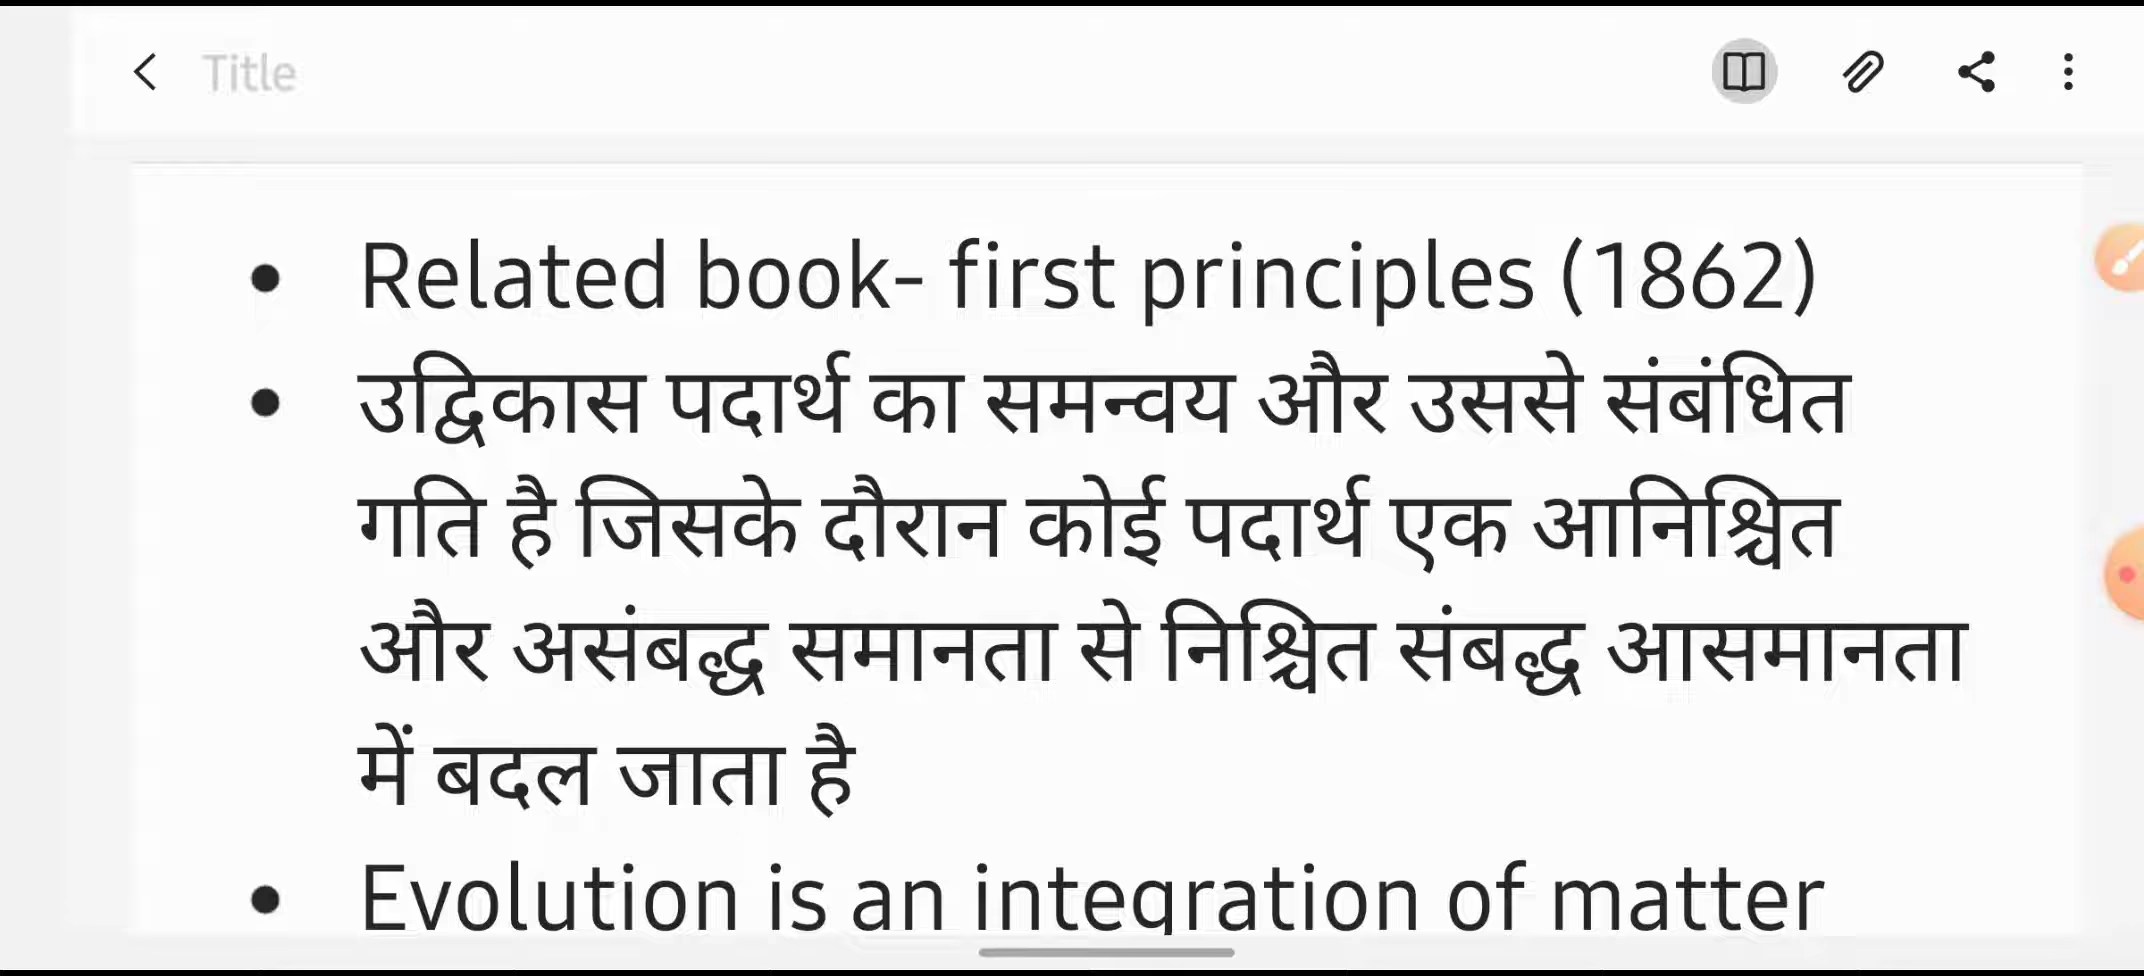 Title
• Related book- first principles (1862)
• उद्विकास पदार्थ का समन्वय और उससे संबंधित
गति है जिसके दौरान कोई पदार्थ एक आनिश्चित
और असंबद्ध समानता से निश्चित संबद्ध आसमानता
में बदल जाता है
• Evolution is an integration of matter